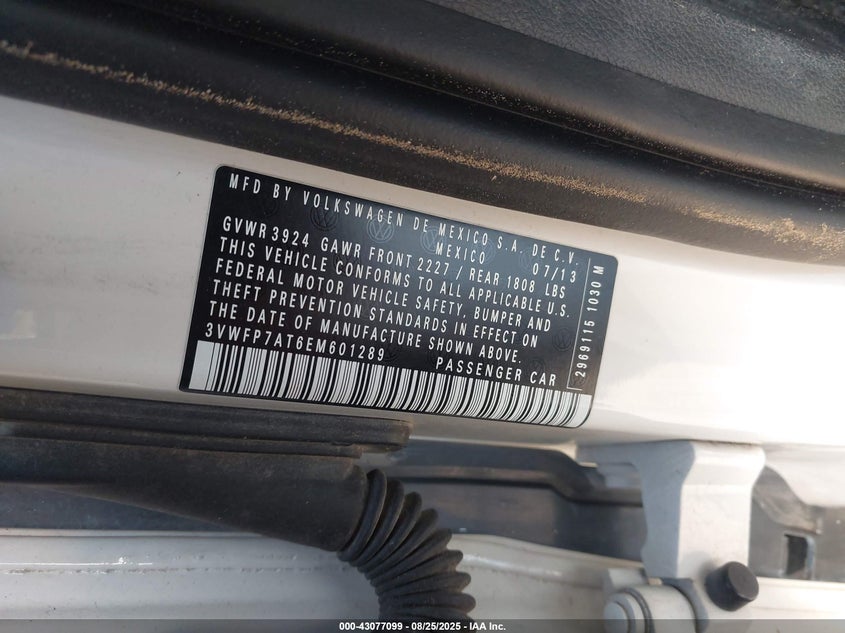 MFD BY VOLKSWAGEN DE MEXICO S.A. DE C.V.
MEXICO 07/13
GVWR 3924 GAWR FRONT 2227 / REAR 1808 LBS
THIS VEHICLE CONFORMS TO ALL APPLICABLE U.S.
FEDERAL MOTOR VEHICLE SAFETY, BUMPER AND
THEFT PREVENTION STANDARDS IN EFFECT ON
THE DATE OF MANUFACTURE SHOWN ABOVE.
3VWFP7AT6EM601289 PASSENGER CAR
2969115 1030 M
000-43077099 - 08/25/2025 - IAA Inc.